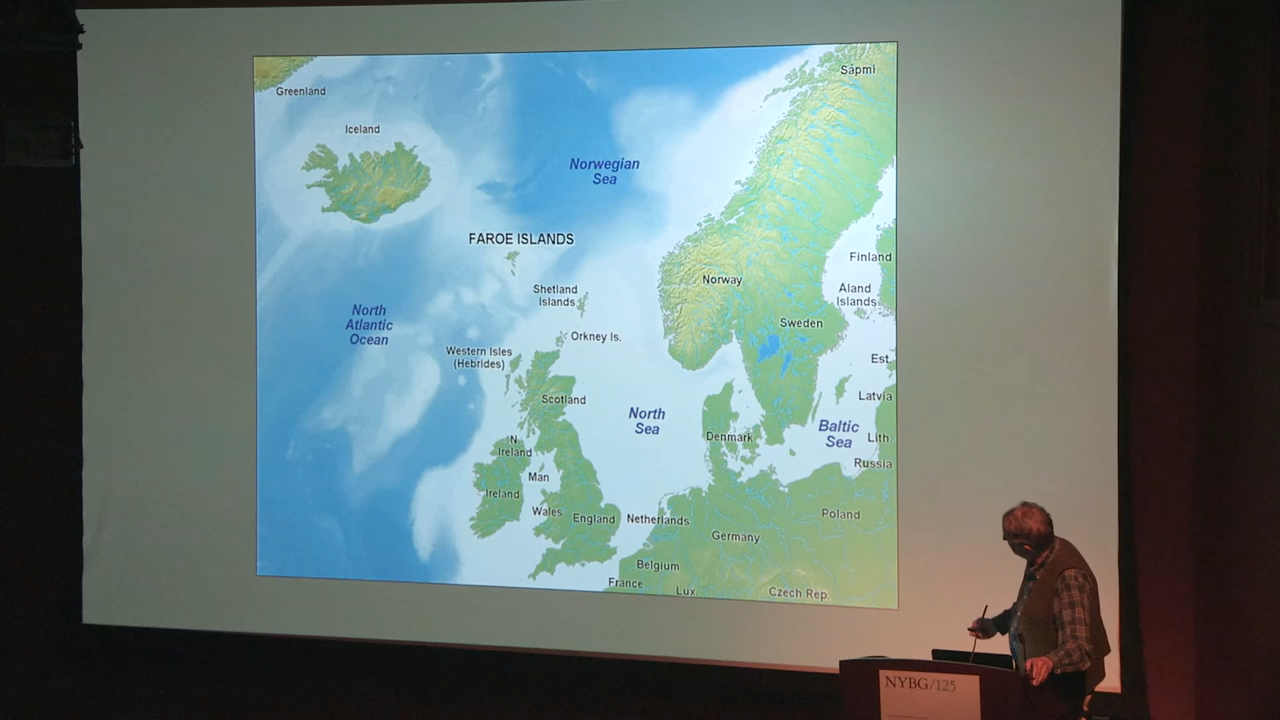 Sápmi
Greenland
Iceland
Norwegian
Sea
FAROE ISLANDS
Finland
Norway
Shetland
Islands
Aland
Islands
North
Atlantic
Ocean
Sweden
Orkney Is.
Western Isles
(Hebrides)
Est.
Scotland
Latvia
North
Sea
Baltic
Sea
Denmark
Lith.
N.
Ireland
Russia
Man
Ireland
Wales
England
Netherlands
Poland
Germany
Belgium
France
Lux.
Czech Rep.
NYBG/125